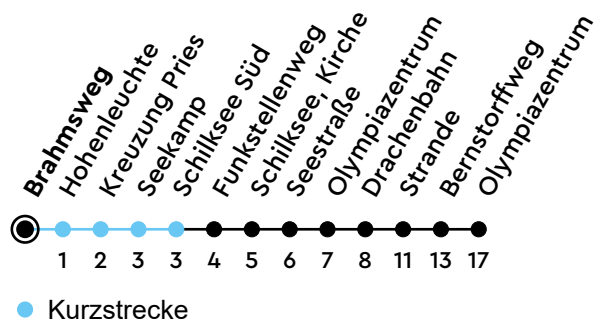 Brahmsweg
Hohenleuchte
Kreuzung Pries
Seekamp
Schilksee Süd
Funkstellenweg
Schilksee, Kirche
Seestraße
Olympiazentrum
Drachenbahn
Strande
Bernstorffweg
Olympiazentrum
1 2 3 3 4 5 6 7 8 11 13 17
Kurzstrecke